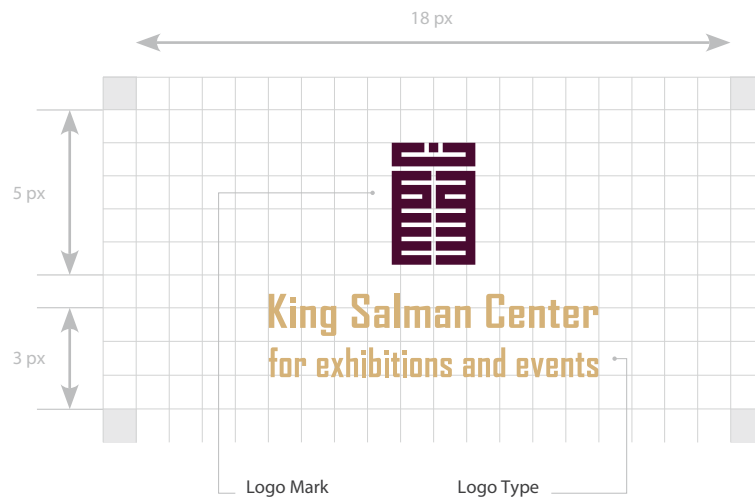 18 px
5 px
King Salman Center
for exhibitions and events
3 px
Logo Mark
Logo Type